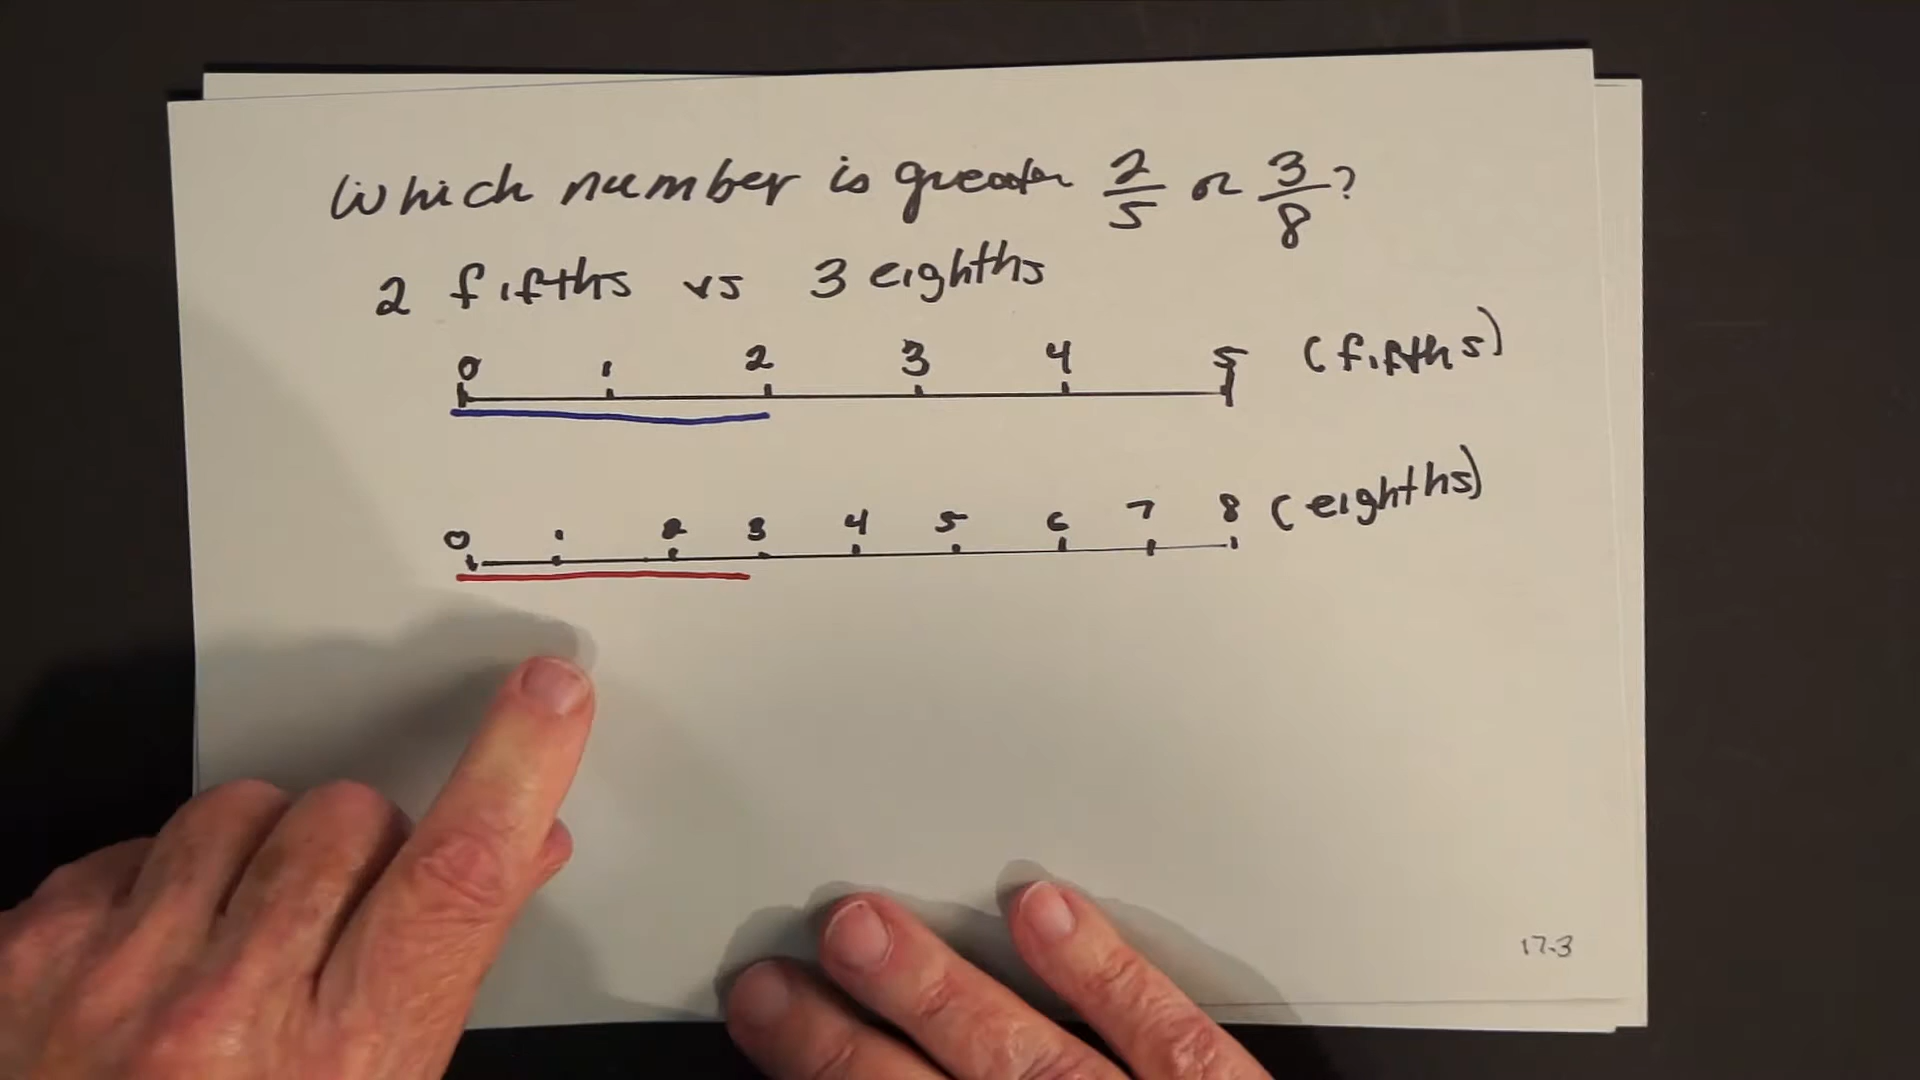 Which number is greater 2/5 or 3/8?
2 fifths vs 3 eighths
0 1 2 3 4 5 (fifths)
0 1 2 3 4 5 6 7 8 (eighths)
17.3